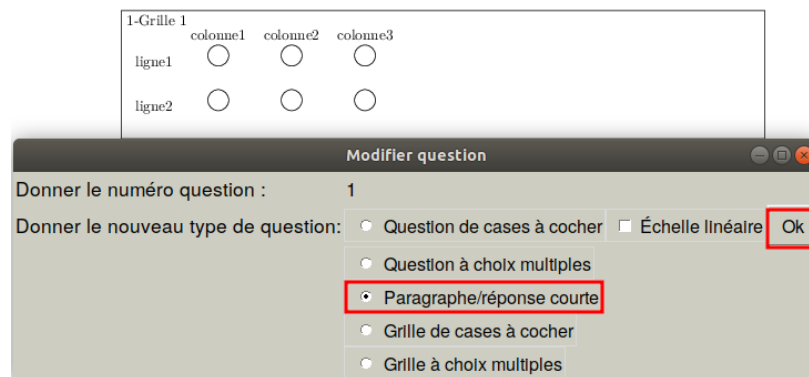 1-Grille 1
colonne1 colonne2 colonne3
ligne1
ligne2
Modifier question
Donner le numéro question : 1
Donner le nouveau type de question: Question de cases à cocher Échelle linéaire Ok
Question à choix multiples
Paragraphe/réponse courte
Grille de cases à cocher
Grille à choix multiples